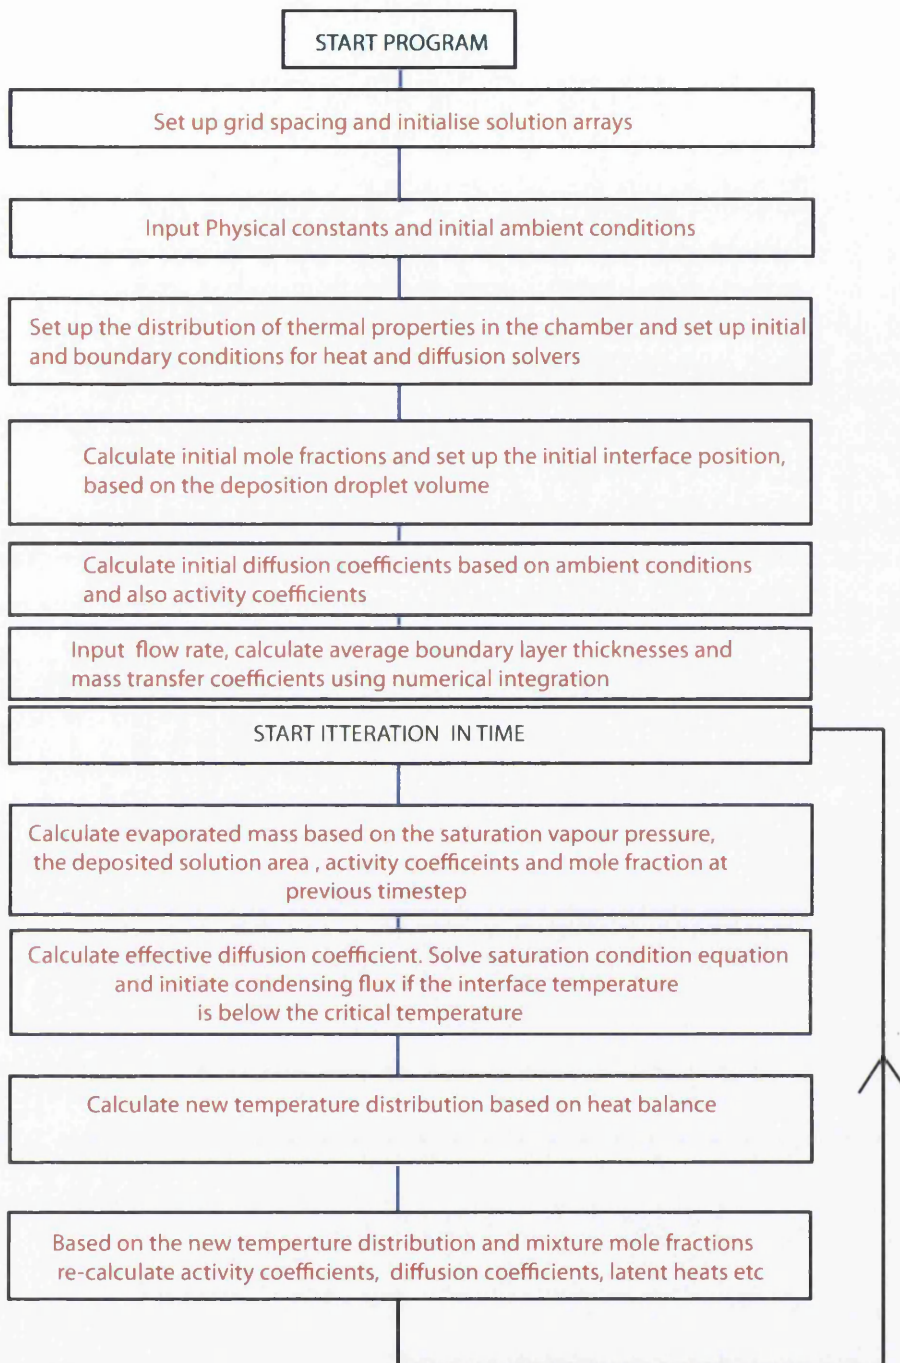 START PROGRAM
Set up grid spacing and initialise solution arrays
Input Physical constants and initial ambient conditions
Set up the distribution of thermal properties in the chamber and set up initial
and boundary conditions for heat and diffusion solvers
Calculate initial mole fractions and set up the initial interface position,
based on the deposition droplet volume
Calculate initial diffusion coefficients based on ambient conditions
and also activity coefficients
Input flow rate, calculate average boundary layer thicknesses and
mass transfer coefficients using numerical integration
START ITTERATION IN TIME
Calculate evaporated mass based on the saturation vapour pressure,
the deposited solution area , activity coefficeints and mole fraction at
previous timestep
Calculate effective diffusion coefficient. Solve saturation condition equation
and initiate condensing flux if the interface temperature
is below the critical temperature
Calculate new temperature distribution based on heat balance
Based on the new temperture distribution and mixture mole fractions
re-calculate activity coefficients, diffusion coefficients, latent heats etc